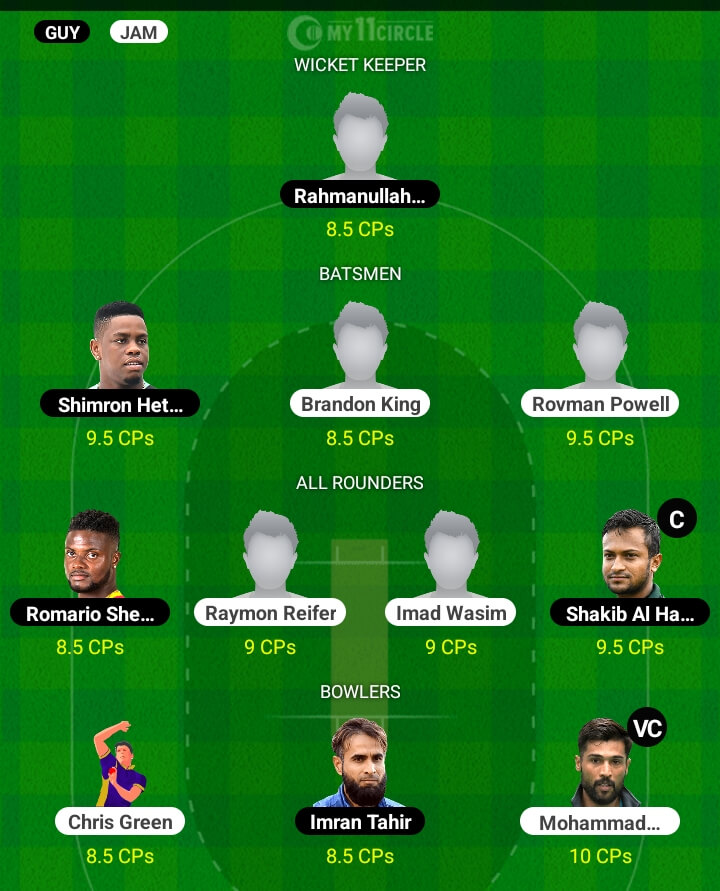 GUY JAM MY11CIRCLE
WICKET KEEPER
Rahmanullah...
8.5 CPs
BATSMEN
Shimron Het... Brandon King Rovman Powell
9.5 CPs 8.5 CPs 9.5 CPs
ALL ROUNDERS
C
Romario She... Raymon Reifer Imad Wasim Shakib Al Ha...
8.5 CPs 9 CPs 9 CPs 9.5 CPs
BOWLERS
VC
Chris Green Imran Tahir Mohammad...
8.5 CPs 8.5 CPs 10 CPs